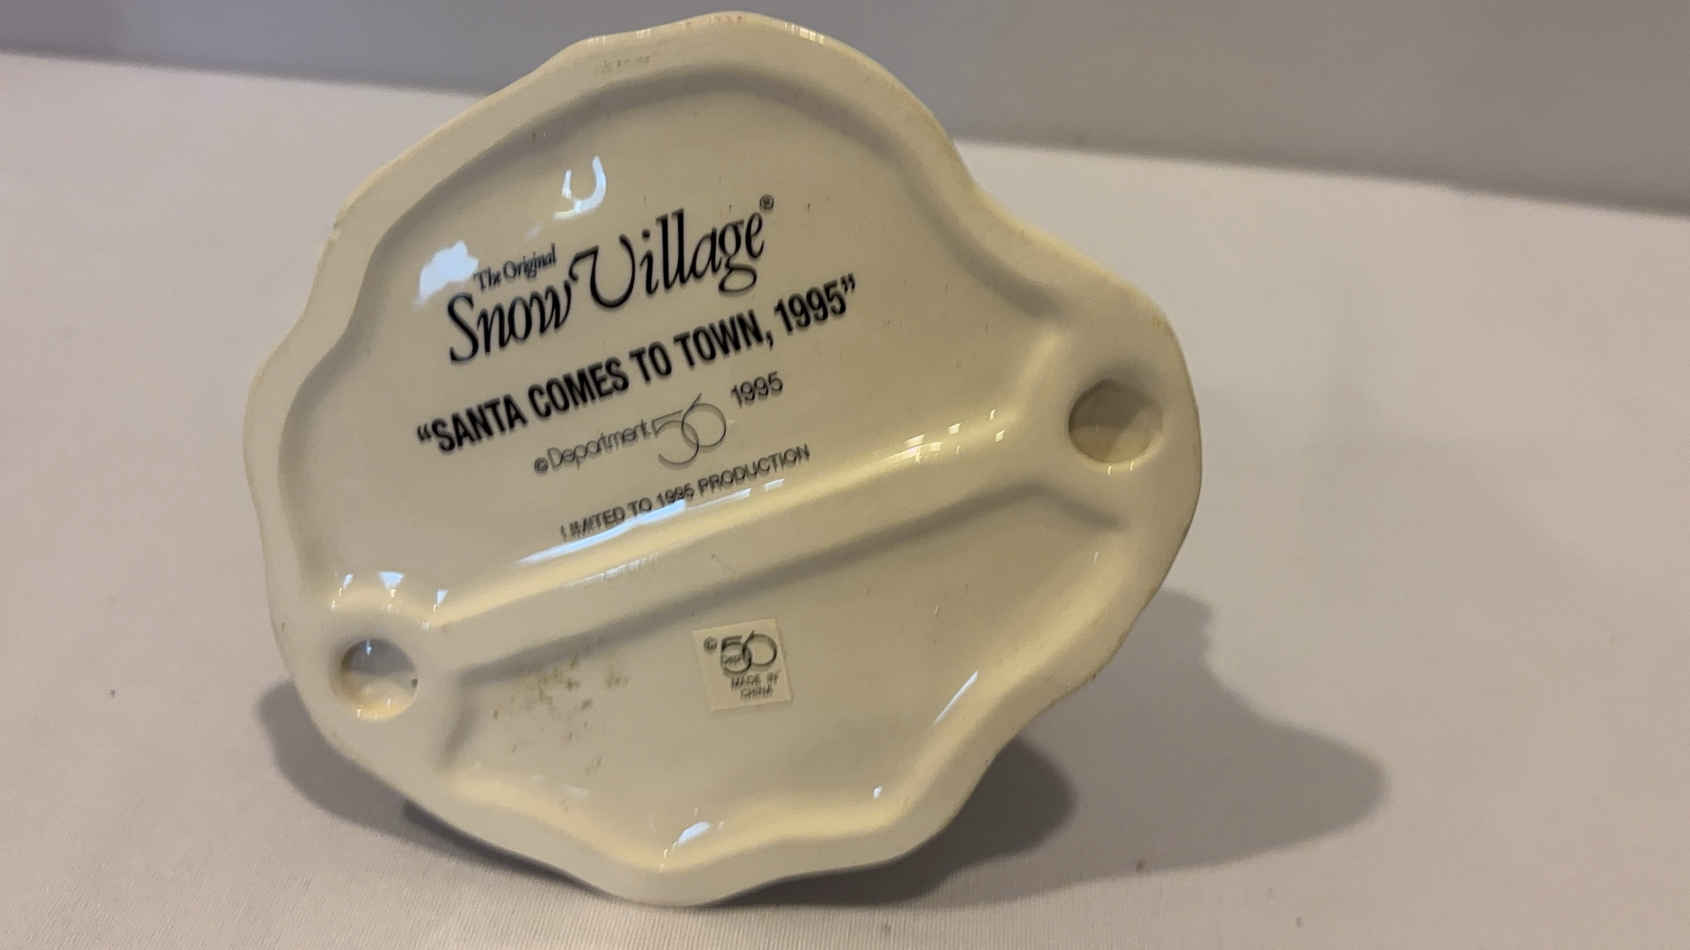 The Original
Snow Village®
“SANTA COMES TO TOWN, 1995”
© Department 56 1995
LIMITED TO 1995 PRODUCTION
© DEPT 56
MADE IN
CHINA